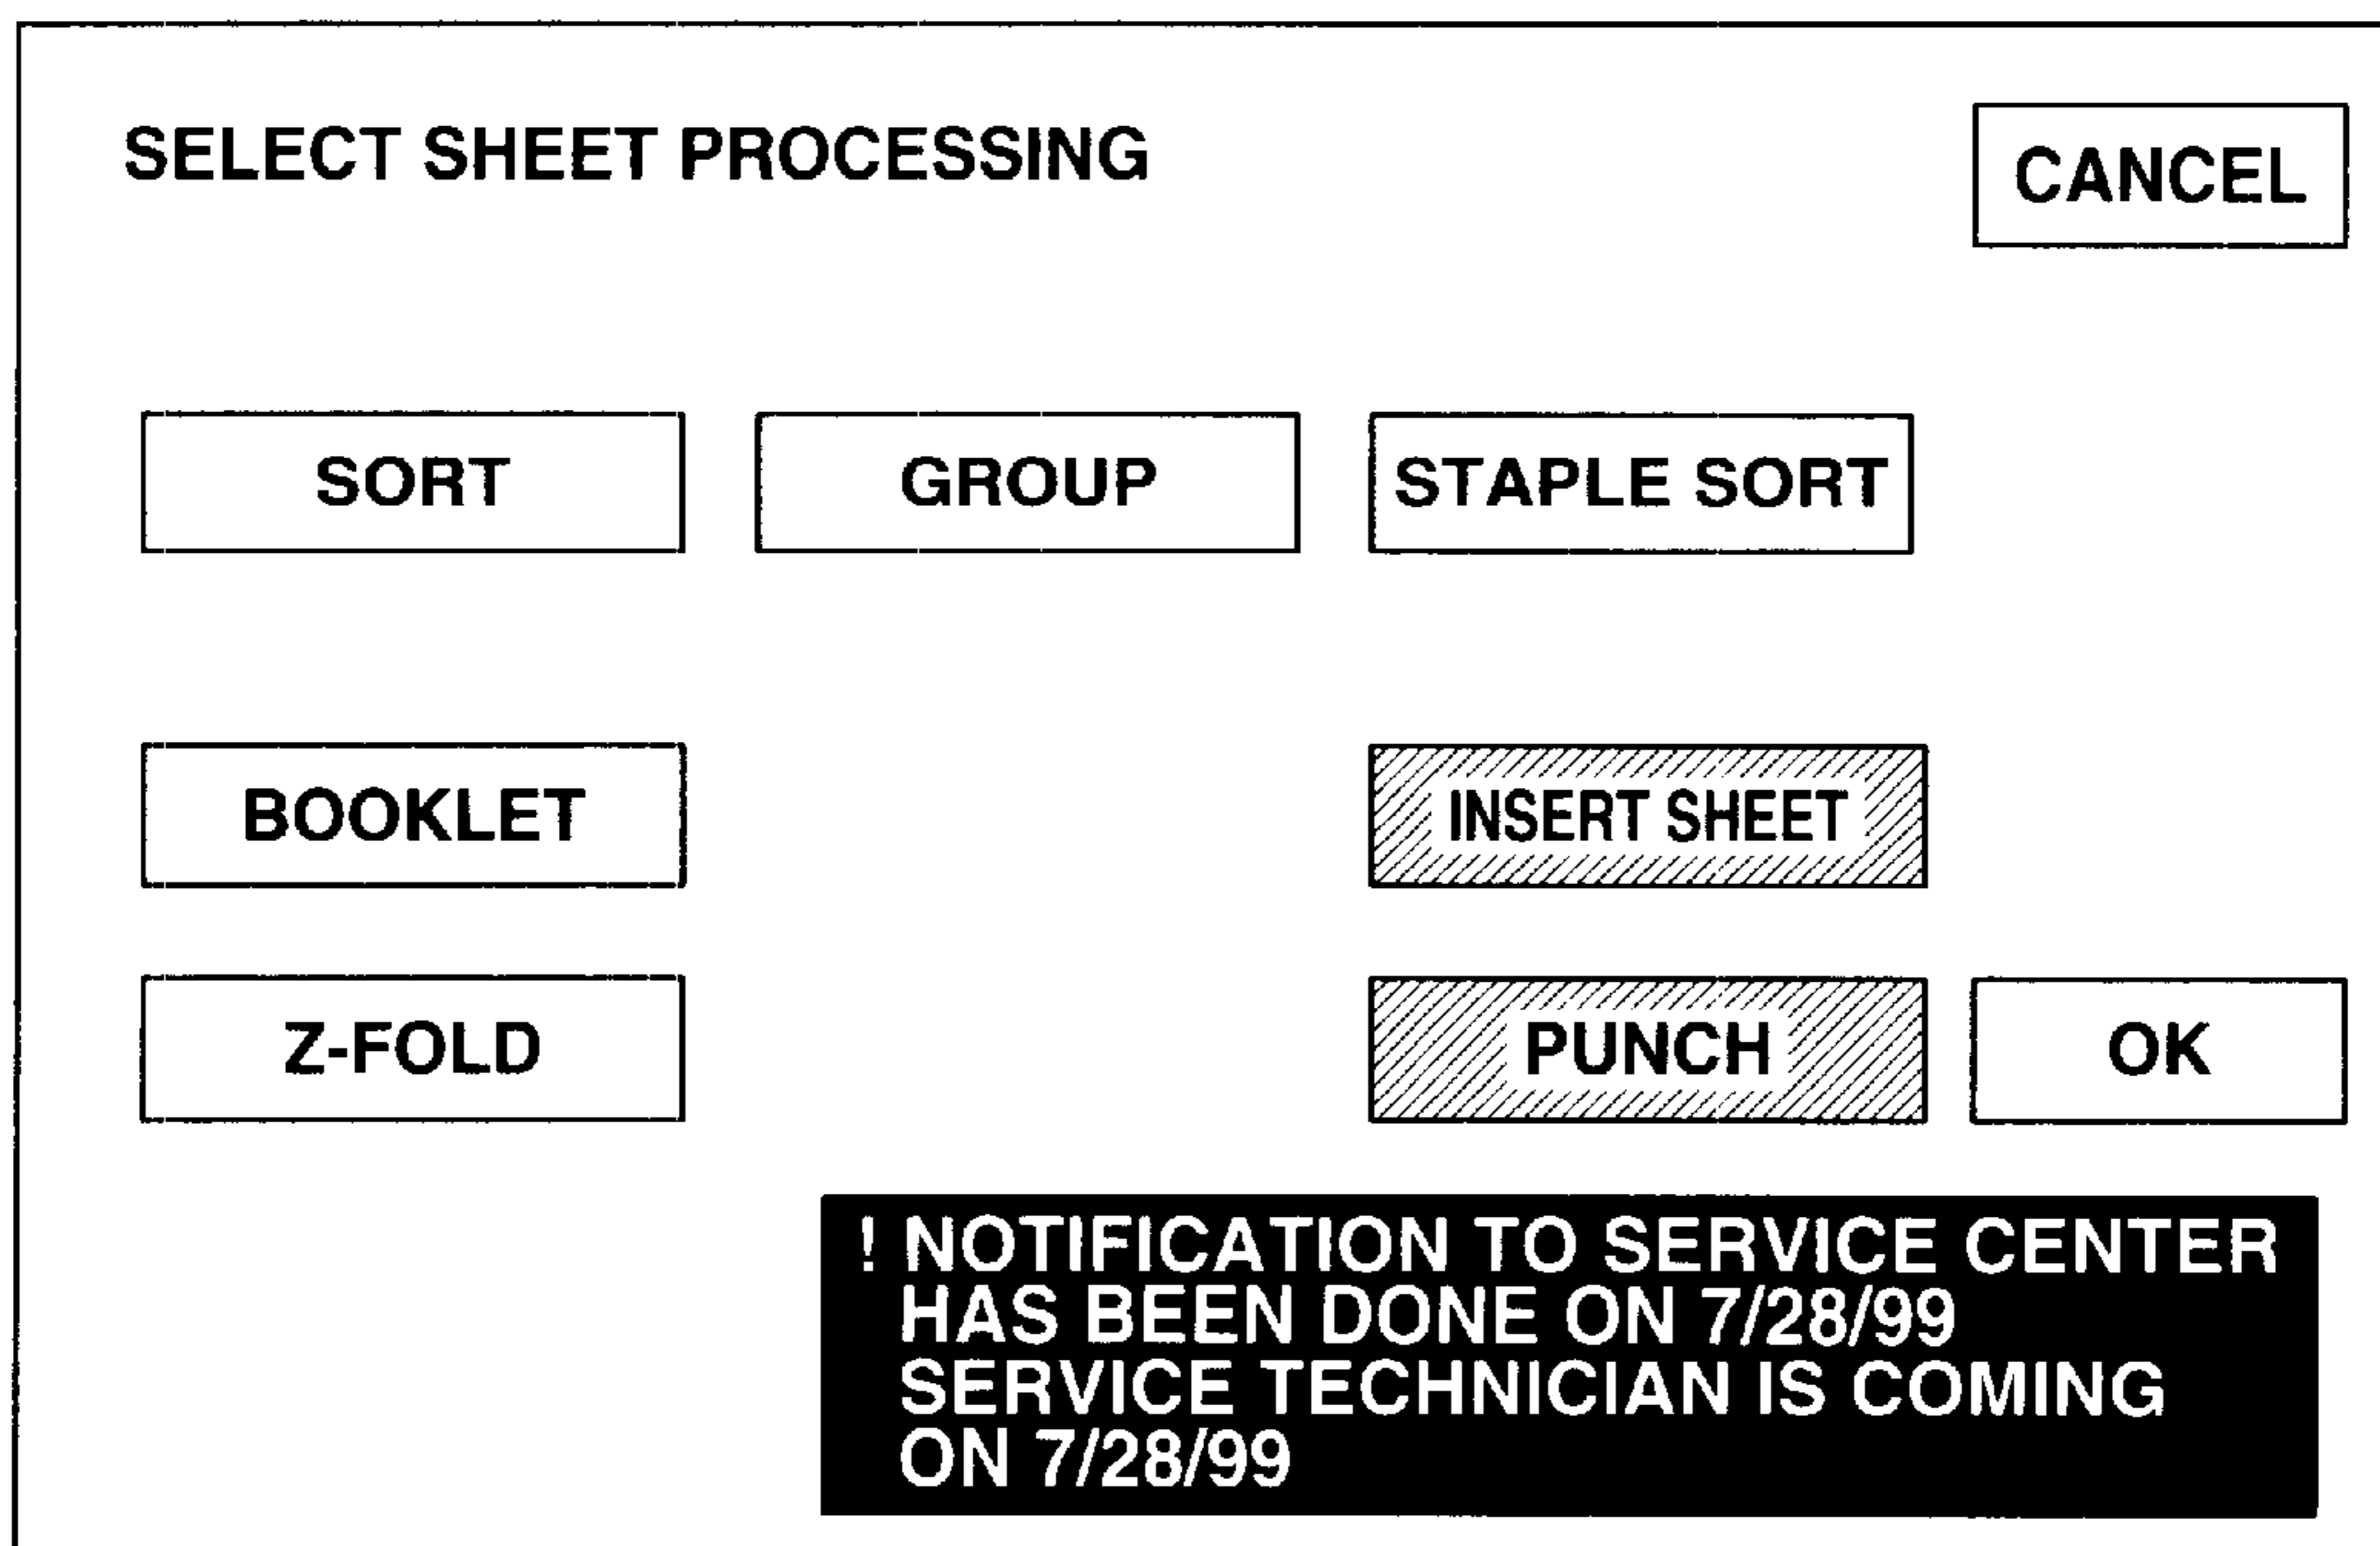 SELECT SHEET PROCESSING
CANCEL
SORT
GROUP
STAPLE SORT
BOOKLET
INSERT SHEET
Z-FOLD
PUNCH
OK
! NOTIFICATION TO SERVICE CENTER
HAS BEEN DONE ON 7/28/99
SERVICE TECHNICIAN IS COMING
ON 7/28/99